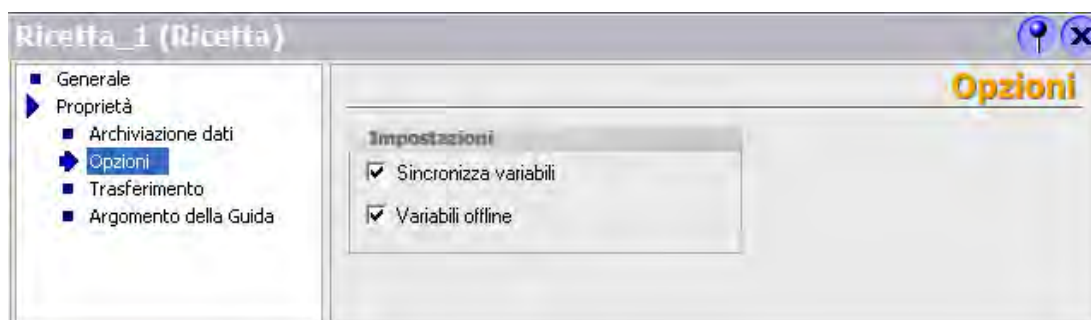 Ricetta_1 (Ricetta)
Generale
Proprietà
Archiviazione dati
Opzioni
Trasferimento
Argomento della Guida
Opzioni
Impostazioni
Sincronizza variabili
Variabili offline